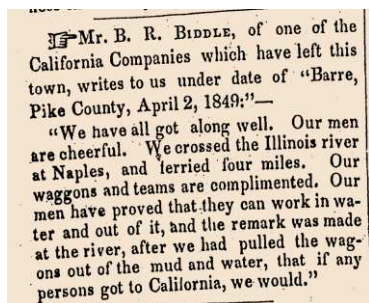 ☞Mr. B. R. BIDDLE, of one of the
California Companies which have left this
town, writes to us under date of "Barre,
Pike County, April 2, 1849:"—
"We have all got along well. Our men
are cheerful. We crossed the Illinois river
at Naples, and ferried four miles. Our
waggons and teams are complimented. Our
men have proved that they can work in wa-
ter and out of it, and the remark was made
at the river, after we had pulled the wag-
ons out of the mud and water, that if any
persons got to California, we would."